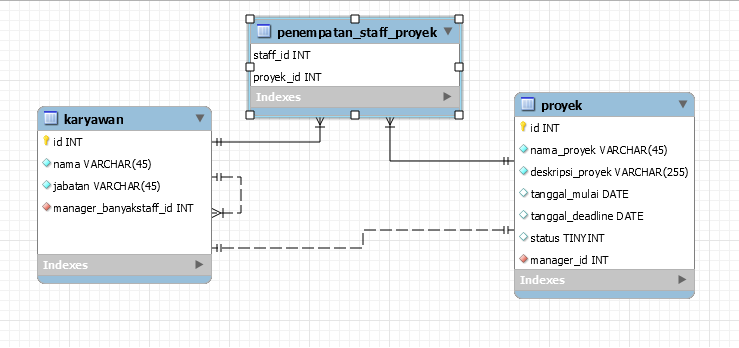 penempatan_staff_proyek
staff_id INT
proyek_id INT
Indexes
karyawan
id INT
nama VARCHAR(45)
jabatan VARCHAR(45)
manager_banyakstaff_id INT
Indexes
proyek
id INT
nama_proyek VARCHAR(45)
deskripsi_proyek VARCHAR(255)
tanggal_mulai DATE
tanggal_deadline DATE
status TINYINT
manager_id INT
Indexes